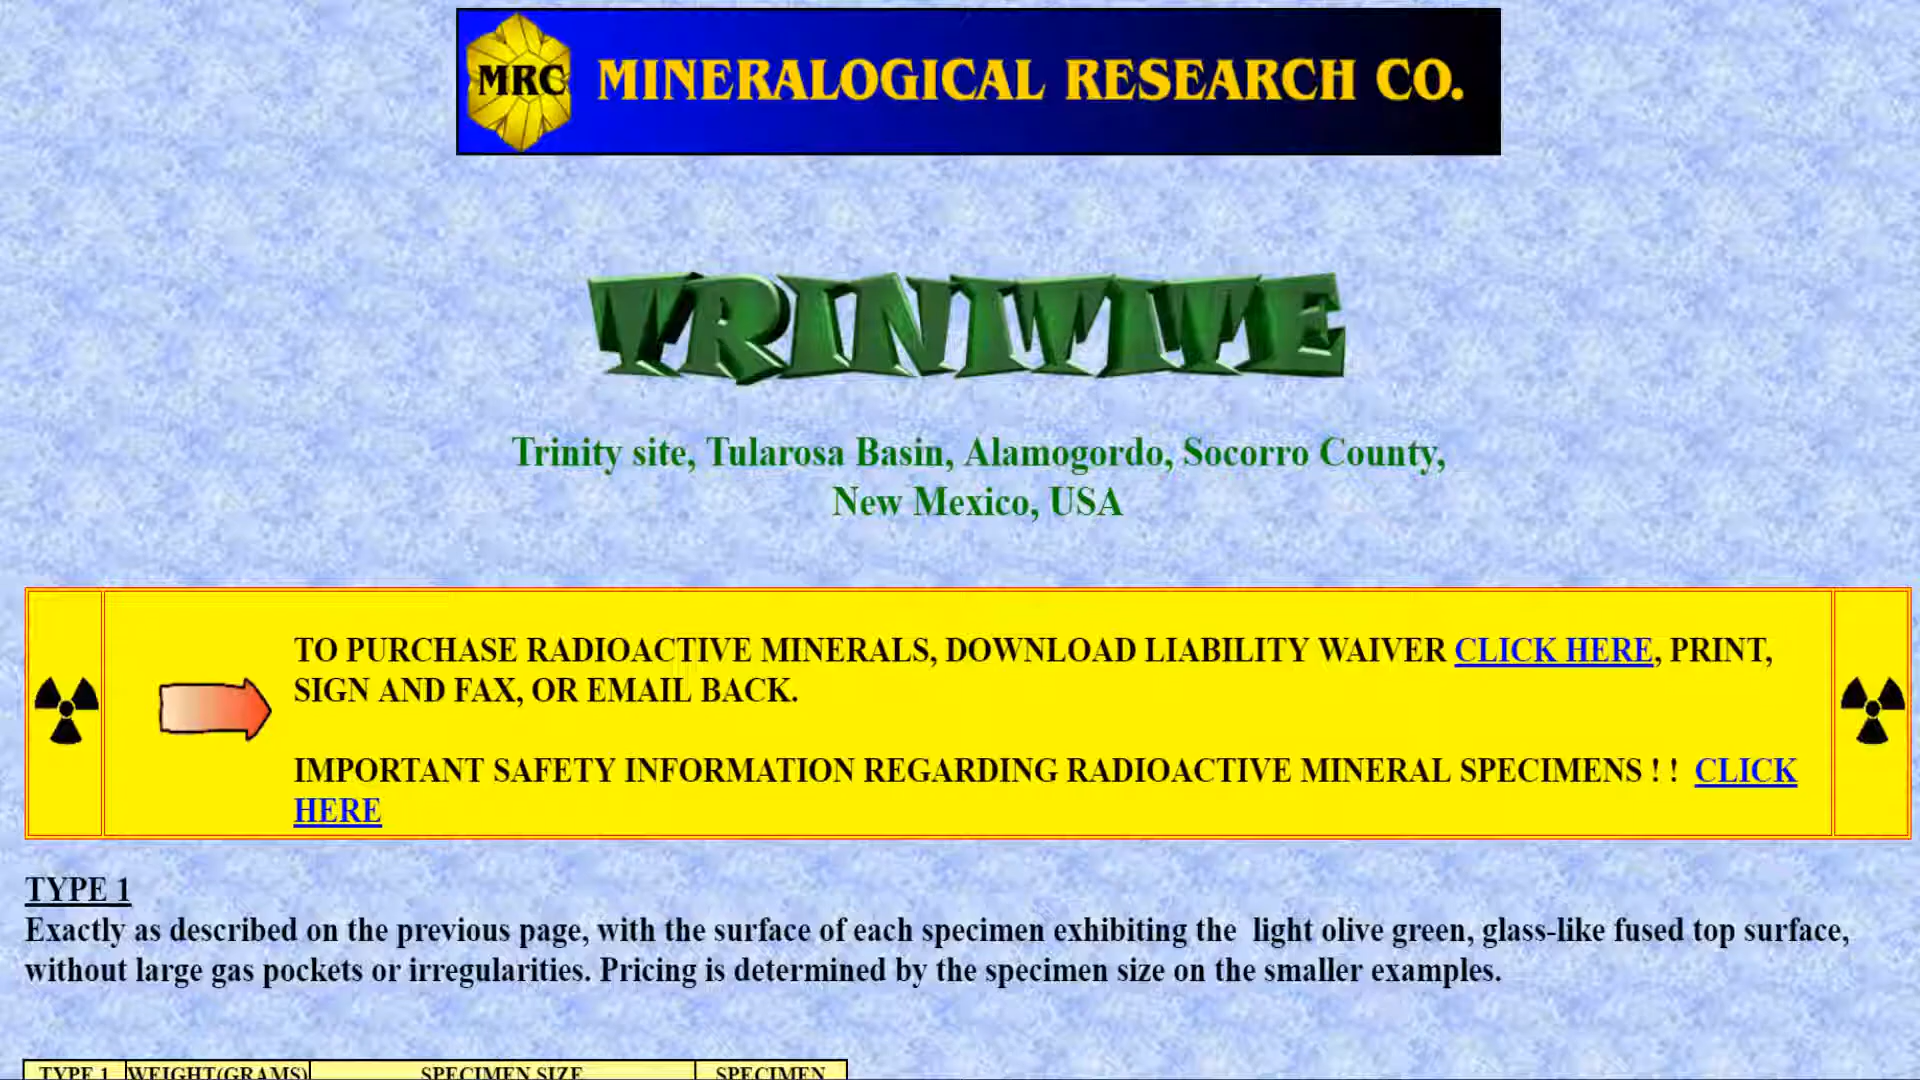 MRC MINERALOGICAL RESEARCH CO.
TRINITITE
Trinity site, Tularosa Basin, Alamogordo, Socorro County,
New Mexico, USA
TO PURCHASE RADIOACTIVE MINERALS, DOWNLOAD LIABILITY WAIVER CLICK HERE, PRINT,
SIGN AND FAX, OR EMAIL BACK.
IMPORTANT SAFETY INFORMATION REGARDING RADIOACTIVE MINERAL SPECIMENS ! ! CLICK
HERE
TYPE 1
Exactly as described on the previous page, with the surface of each specimen exhibiting the light olive green, glass-like fused top surface,
without large gas pockets or irregularities. Pricing is determined by the specimen size on the smaller examples.
TYPE 1 WEIGHT(GRAMS) SPECIMEN SIZE SPECIMEN